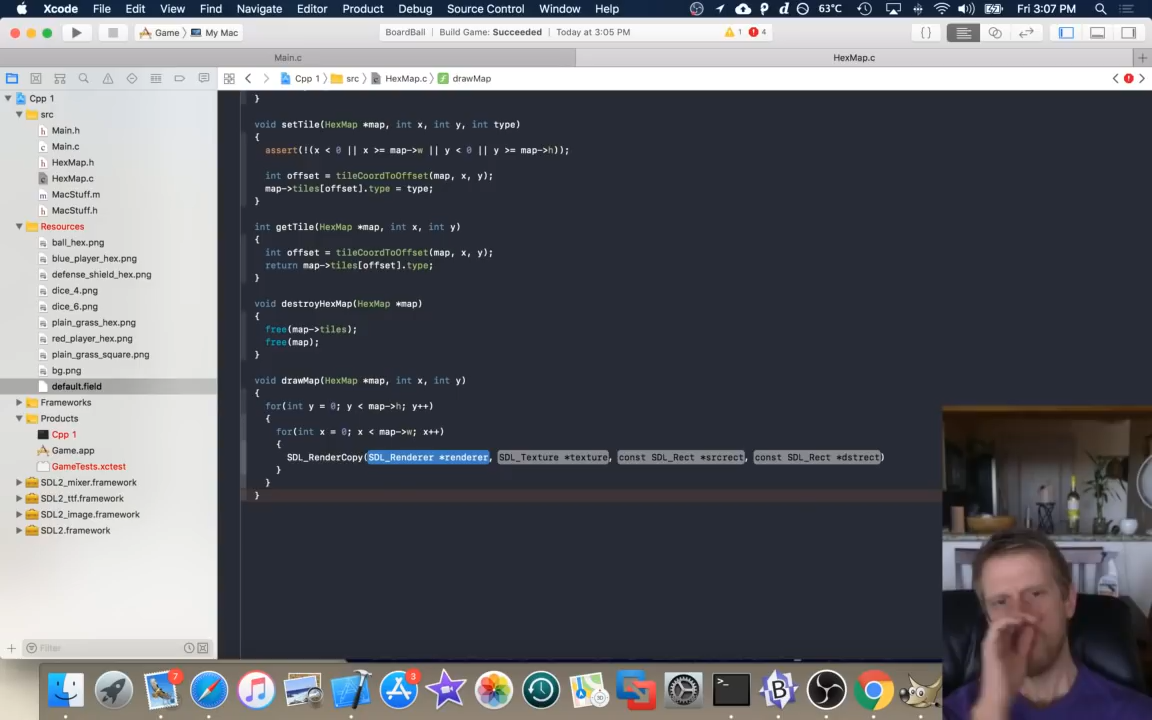 Xcode File Edit View Find Navigate Editor Product Debug Source Control Window Help 63°C Fri 3:07 PM
Game My Mac BoardBall | Build Game: Succeeded | Today at 3:05 PM 1 4
Main.c HexMap.c
Cpp 1 src HexMap.c drawMap
Cpp 1
src
Main.h
Main.c
HexMap.h
HexMap.c
MacStuff.m
MacStuff.h
Resources
ball_hex.png
blue_player_hex.png
defense_shield_hex.png
dice_4.png
dice_6.png
plain_grass_hex.png
red_player_hex.png
plain_grass_square.png
bg.png
default.field
Frameworks
Products
Cpp 1
Game.app
GameTests.xctest
SDL2_mixer.framework
SDL2_ttf.framework
SDL2_image.framework
SDL2.framework
Filter
}
void setTile(HexMap *map, int x, int y, int type)
{
assert(!(x < 0 || x >= map->w || y < 0 || y >= map->h));
int offset = tileCoordToOffset(map, x, y);
map->tiles[offset].type = type;
}
int getTile(HexMap *map, int x, int y)
{
int offset = tileCoordToOffset(map, x, y);
return map->tiles[offset].type;
}
void destroyHexMap(HexMap *map)
{
free(map->tiles);
free(map);
}
void drawMap(HexMap *map, int x, int y)
{
for(int y = 0; y < map->h; y++)
{
for(int x = 0; x < map->w; x++)
{
SDL_RenderCopy(SDL_Renderer *renderer, SDL_Texture *texture, const SDL_Rect *srcrect, const SDL_Rect *dstrect)
}
}
}
7 3